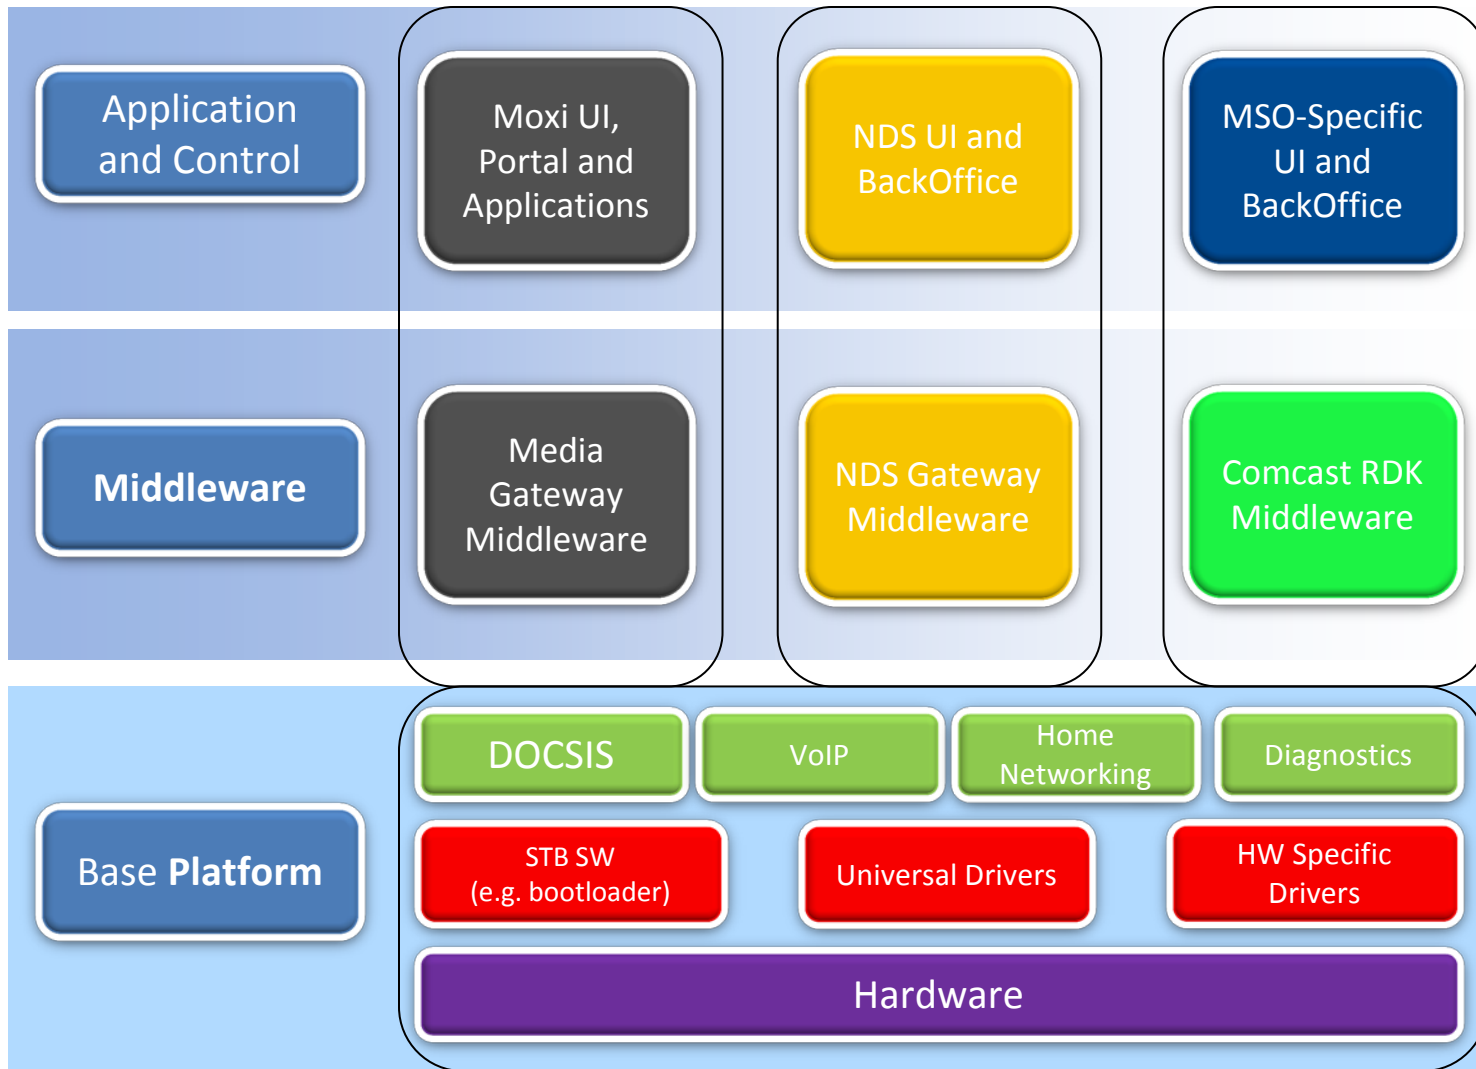 Application
and Control
Moxi UI,
Portal and
Applications
NDS UI and
BackOffice
MSO-Specific
UI and
BackOffice
Middleware
Media
Gateway
Middleware
NDS Gateway
Middleware
Comcast RDK
Middleware
Base Platform
DOCSIS
VoIP
Home
Networking
Diagnostics
STB SW
(e.g. bootloader)
Universal Drivers
HW Specific
Drivers
Hardware